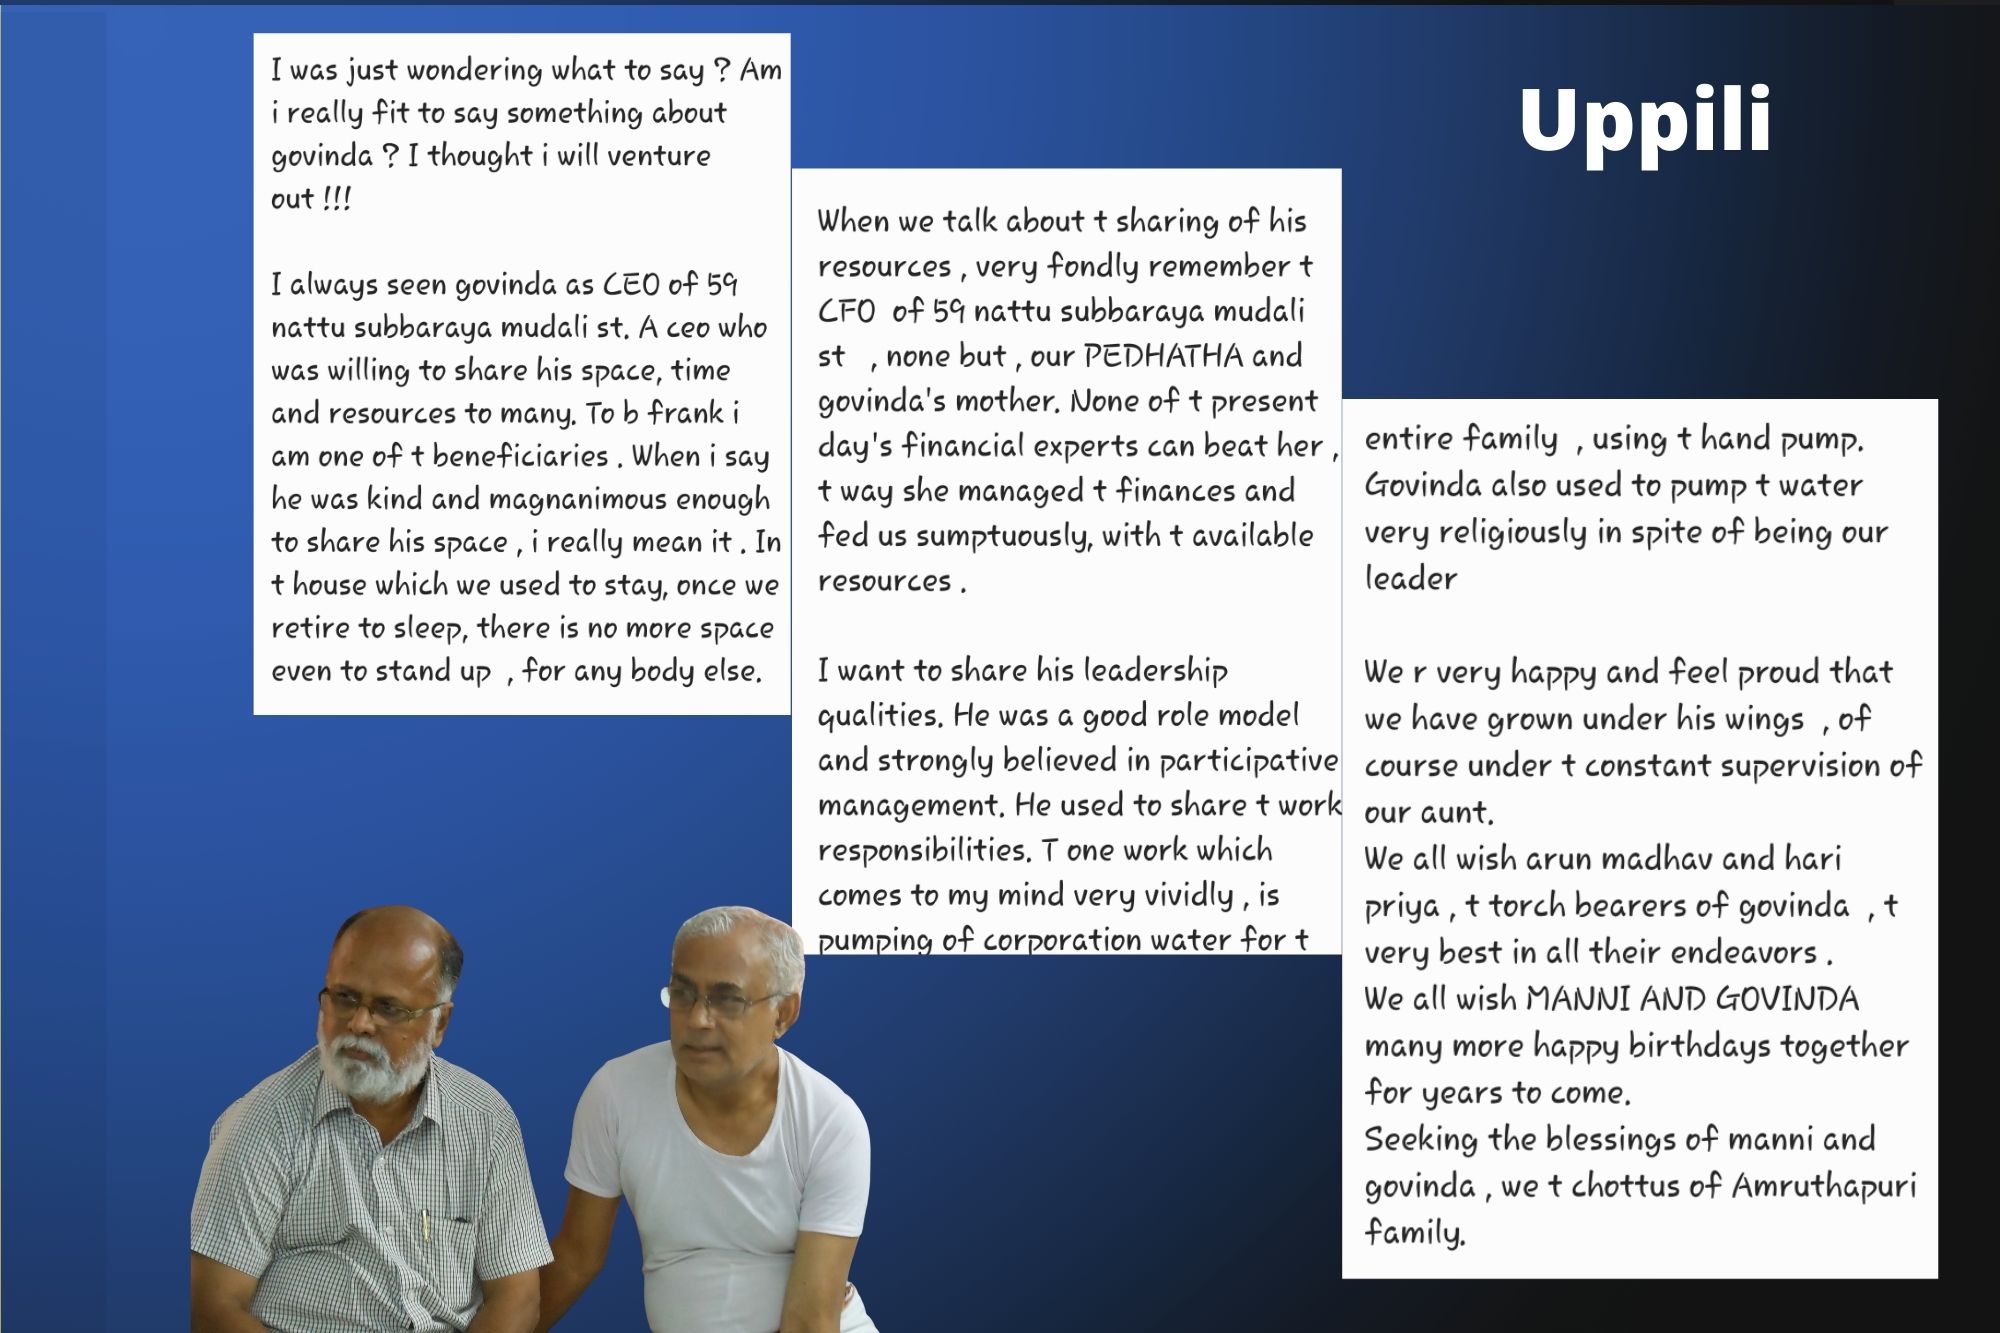 Uppili
I was just wondering what to say ? Am
i really fit to say something about
govinda ? I thought i will venture
out !!!
I always seen govinda as CEO of 59
nattu subbaraya mudali st. A ceo who
was willing to share his space, time
and resources to many. To b frank i
am one of t beneficiaries . When i say
he was kind and magnanimous enough
to share his space , i really mean it . In
t house which we used to stay, once we
retire to sleep, there is no more space
even to stand up , for any body else.
When we talk about t sharing of his
resources , very fondly remember t
CFO of 59 nattu subbaraya mudali
st , none but , our PEDHATHA and
govinda's mother. None of t present
day's financial experts can beat her ,
t way she managed t finances and
fed us sumptuously, with t available
resources .
I want to share his leadership
qualities. He was a good role model
and strongly believed in participative
management. He used to share t work
responsibilities. T one work which
comes to my mind very vividly , is
pumping of corporation water for t
entire family , using t hand pump.
Govinda also used to pump t water
very religiously in spite of being our
leader
We r very happy and feel proud that
we have grown under his wings , of
course under t constant supervision of
our aunt.
We all wish arun madhav and hari
priya , t torch bearers of govinda , t
very best in all their endeavors .
We all wish MANNI AND GOVINDA
many more happy birthdays together
for years to come.
Seeking the blessings of manni and
govinda , we t chottus of Amruthapuri
family.